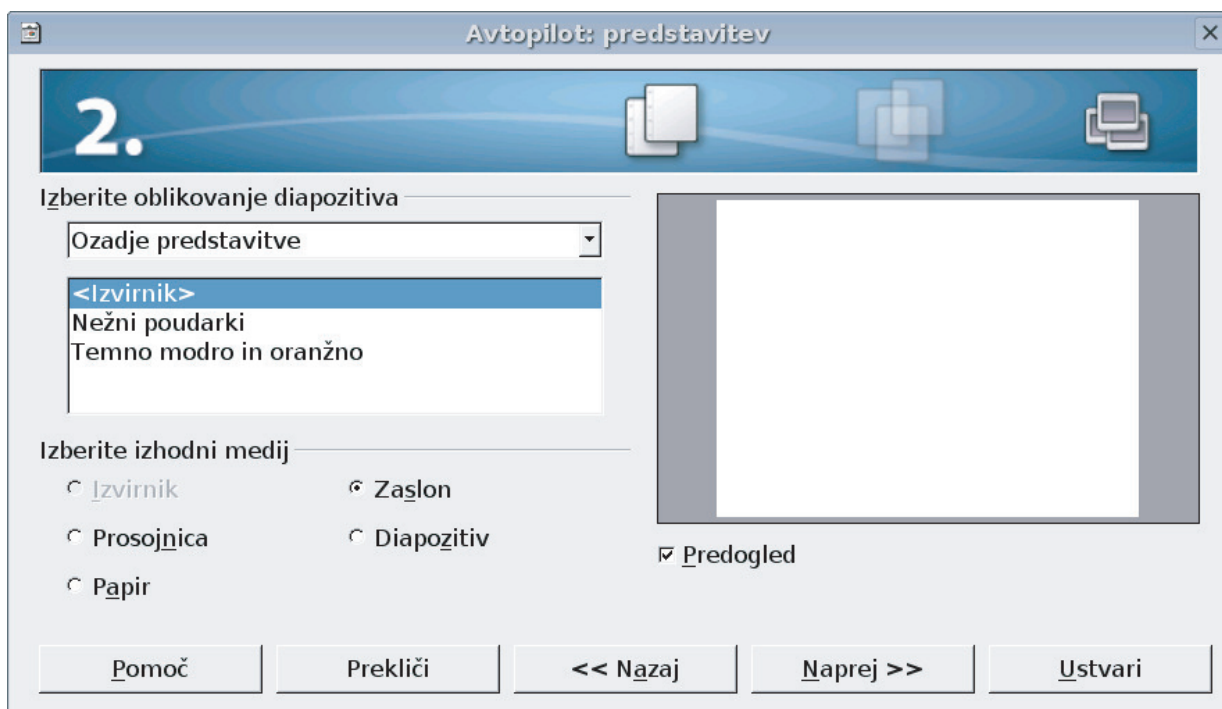 Avtopilot: predstavitev
2.
Izberite oblikovanje diapozitiva
Ozadje predstavitve
<Izvirnik>
Nežni poudarki
Temno modro in oranžno
Izberite izhodni medij
Izvirnik
Zaslon
Prosojnica
Diapozitiv
Papir
Predogled
Pomoč
Prekliči
<< Nazaj
Naprej >>
Ustvari